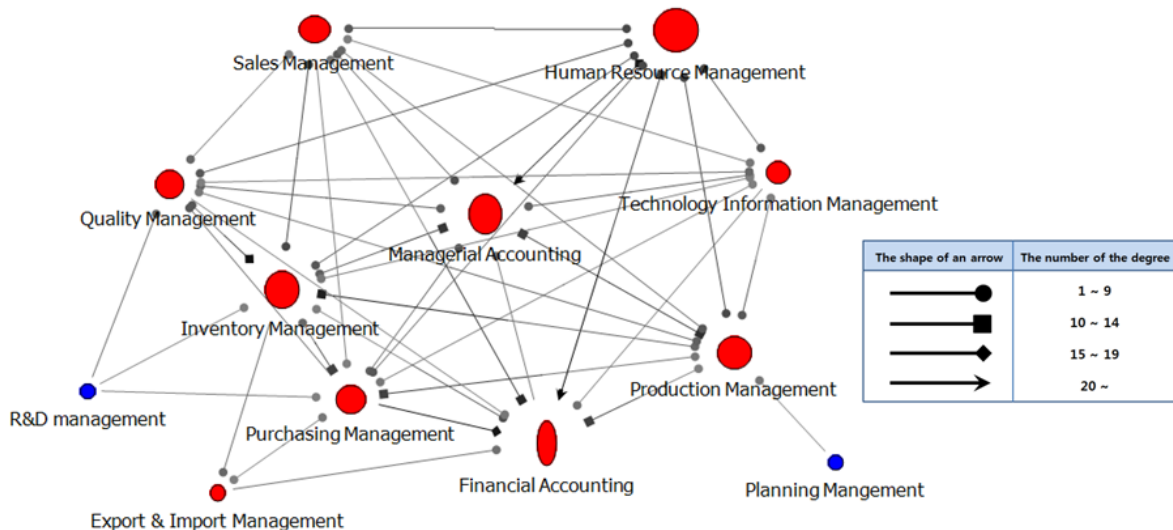 Sales Management
Human Resource Management
Quality Management
Technology Information Management
Managerial Accounting
Inventory Management
Production Management
R&D management
Purchasing Management
Financial Accounting
Planning Mangement
Export & Import Management
The shape of an arrow The number of the degree
1 ~ 9
10 ~ 14
15 ~ 19
20 ~